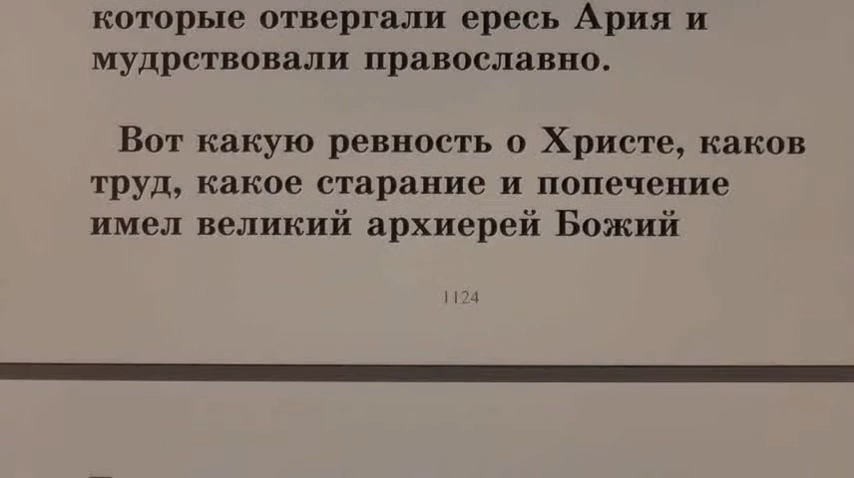 которые отвергали ересь Ария и
мудрствовали православно.
Вот какую ревность о Христе, каков
труд, какое старание и попечение
имел великий архиерей Божий
1124